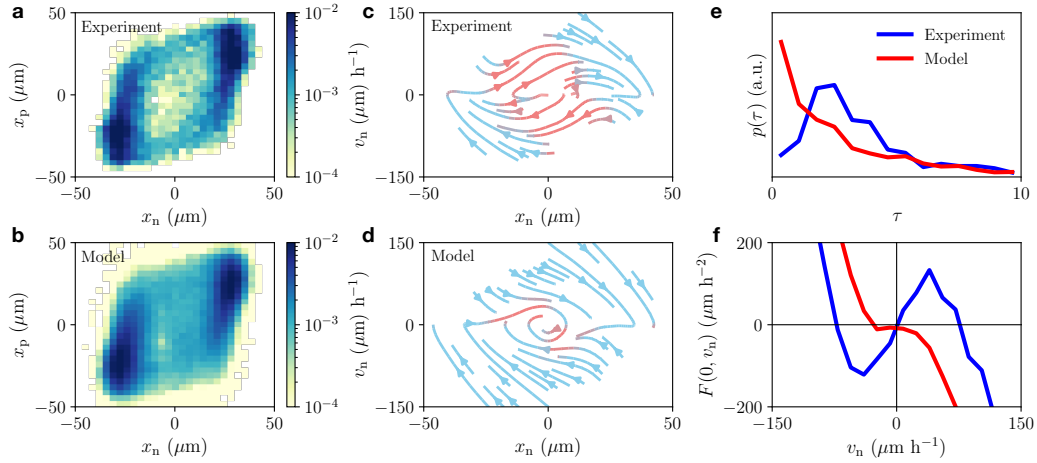 a
Experiment
50
0
−50
x_p (μm)
−50
0
50
x_n (μm)
10^−2
10^−3
10^−4
c
150
0
−150
v_n (μm) h^−1)
−50
0
50
x_n (μm)
e
Experiment
Model
p(τ) (a.u.)
0
10
τ
b
Model
50
0
−50
x_p (μm)
−50
0
50
x_n (μm)
10^−2
10^−3
10^−4
d
Model
150
0
−150
v_n (μm) h^−1)
−50
0
50
x_n (μm)
f
200
0
−200
F(0, v_n) (μm h^−2)
−150
0
150
v_n (μm h^−1)